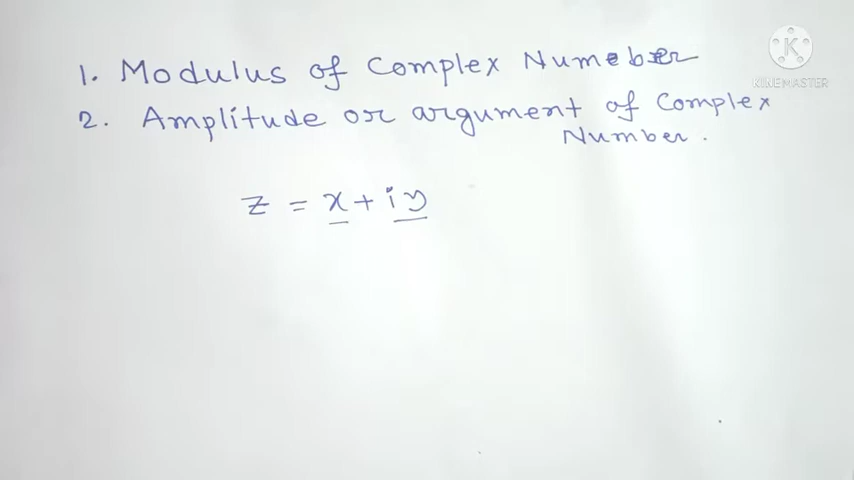 1. Modulus of Complex Number
2. Amplitude or argument of Complex
Number.
z = x + iy
K
KINEMASTER